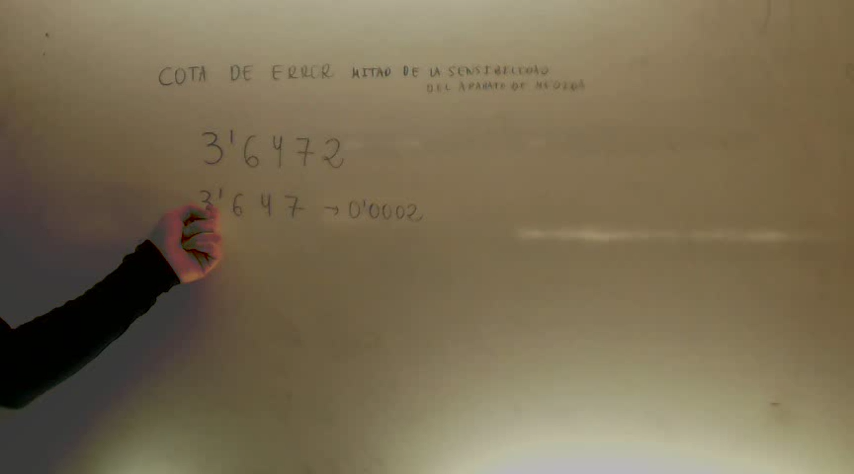 COTA DE ERROR MITAD DE LA SENSIBILIDAD
DEL APARATO DE MEDIDA
3'6472
3'647 → 0'0002